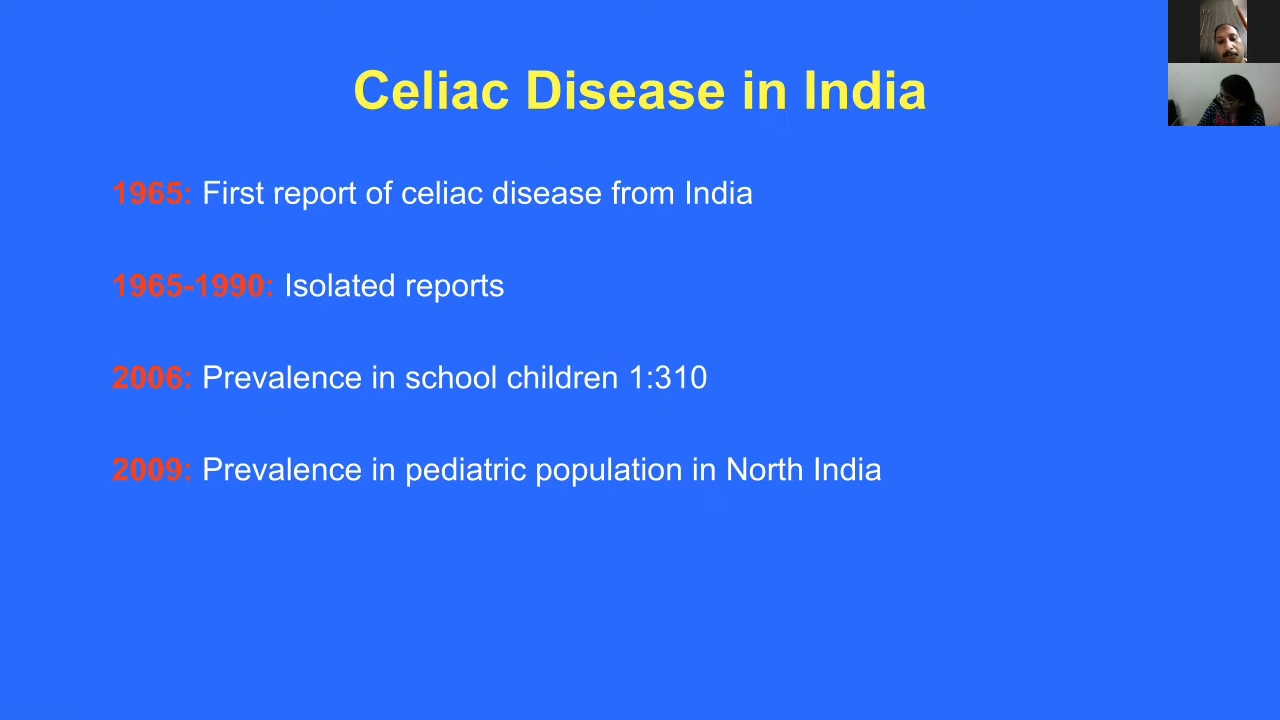 Celiac Disease in India
1965: First report of celiac disease from India
1965-1990: Isolated reports
2006: Prevalence in school children 1:310
2009: Prevalence in pediatric population in North India